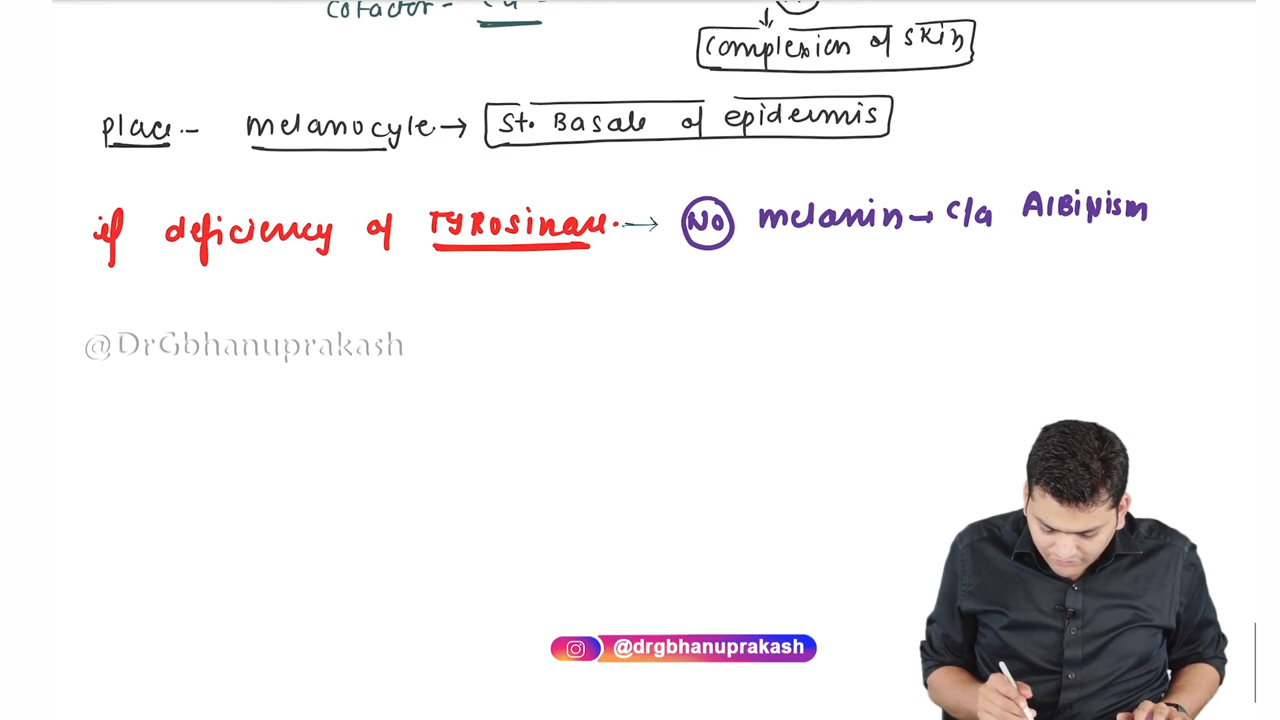 Cofactor - Cu
Complexion of skin
place:- melanocyte → St. Basale of epidermis
if deficiency of TYROSinase. → NO melanin → c/a AlBiNism
@DrGbhanuprakash
@drgbhanuprakash